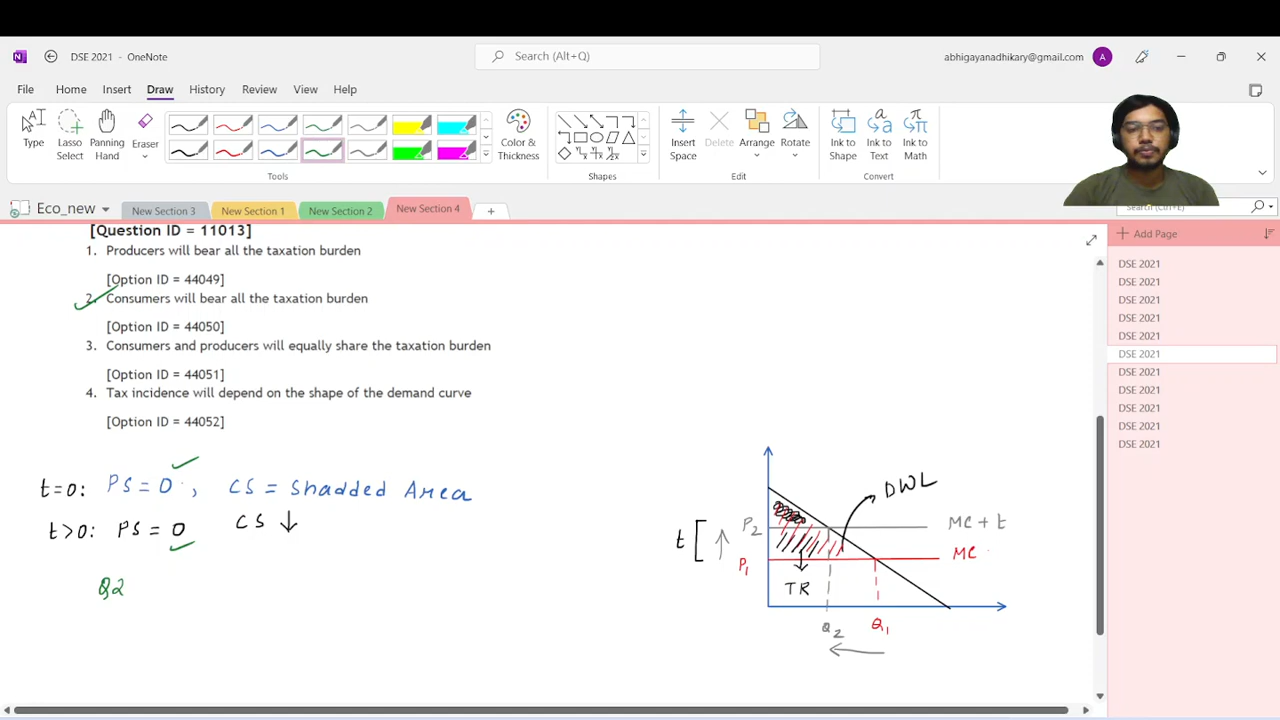 DSE 2021 - OneNote
Search (Alt+Q)
abhigayanadhikary@gmail.com
A
File Home Insert Draw History Review View Help
Type
Lasso Select
Panning Hand
Eraser
Color & Thickness
Insert Space
Delete
Arrange
Rotate
Ink to Shape
Ink to Text
Ink to Math
Tools
Shapes
Edit
Convert
Eco_new
New Section 3
New Section 1
New Section 2
New Section 4
+
Search (Ctrl+E)
Add Page
DSE 2021
DSE 2021
DSE 2021
DSE 2021
DSE 2021
DSE 2021
DSE 2021
DSE 2021
DSE 2021
DSE 2021
DSE 2021
[Question ID = 11013]
1. Producers will bear all the taxation burden
[Option ID = 44049]
2. Consumers will bear all the taxation burden
[Option ID = 44050]
3. Consumers and producers will equally share the taxation burden
[Option ID = 44051]
4. Tax incidence will depend on the shape of the demand curve
[Option ID = 44052]
t=0: PS = 0, CS = Shadded Area
t>0: PS = 0 CS ↓
Q2
DWL
P2
MC + t
t
P1
MC
TR
Q2
Q1